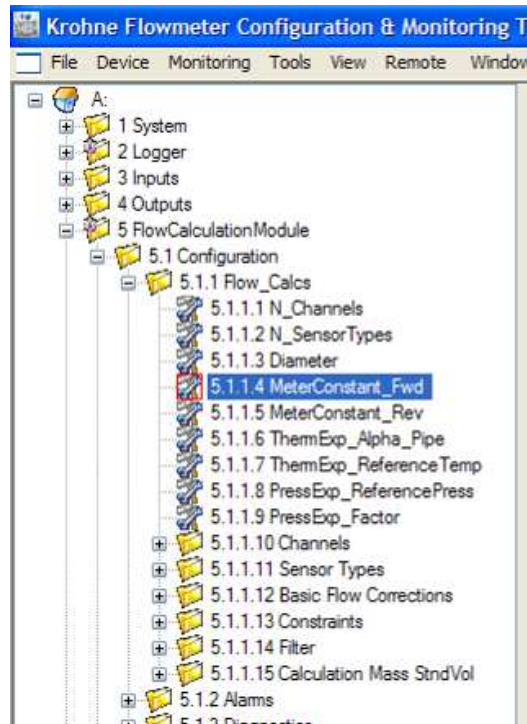 Krohne Flowmeter Configuration & Monitoring T
File Device Monitoring Tools View Remote Window
A:
1 System
2 Logger
3 Inputs
4 Outputs
5 FlowCalculationModule
5.1 Configuration
5.1.1 Flow_Calcs
5.1.1.1 N_Channels
5.1.1.2 N_SensorTypes
5.1.1.3 Diameter
5.1.1.4 MeterConstant_Fwd
5.1.1.5 MeterConstant_Rev
5.1.1.6 ThermExp_Alpha_Pipe
5.1.1.7 ThermExp_ReferenceTemp
5.1.1.8 PressExp_ReferencePress
5.1.1.9 PressExp_Factor
5.1.1.10 Channels
5.1.1.11 Sensor Types
5.1.1.12 Basic Flow Corrections
5.1.1.13 Constraints
5.1.1.14 Filter
5.1.1.15 Calculation Mass StndVol
5.1.2 Alarms
5.1.3 Diagnostics